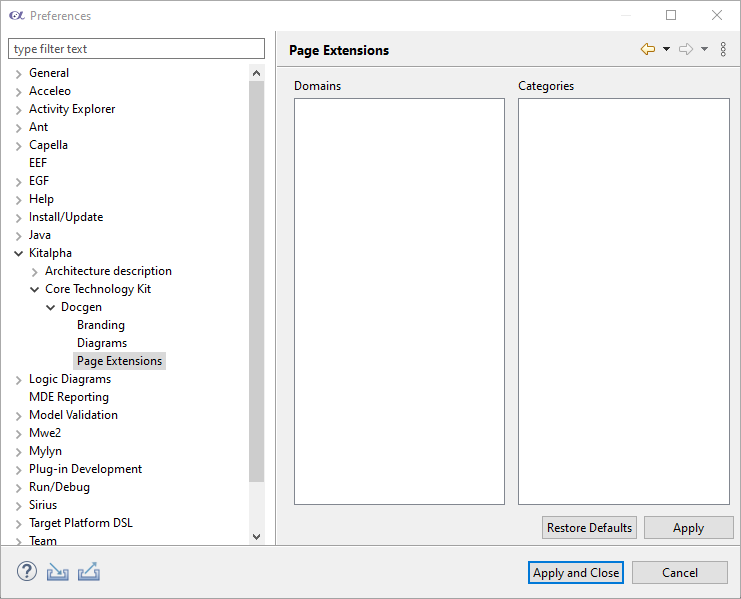 Preferences
type filter text
General
Acceleo
Activity Explorer
Ant
Capella
EEF
EGF
Help
Install/Update
Java
Kitalpha
Architecture description
Core Technology Kit
Docgen
Branding
Diagrams
Page Extensions
Logic Diagrams
MDE Reporting
Model Validation
Mwe2
Mylyn
Plug-in Development
Run/Debug
Sirius
Target Platform DSL
Team
Page Extensions
Domains
Categories
Restore Defaults
Apply
?
Apply and Close
Cancel